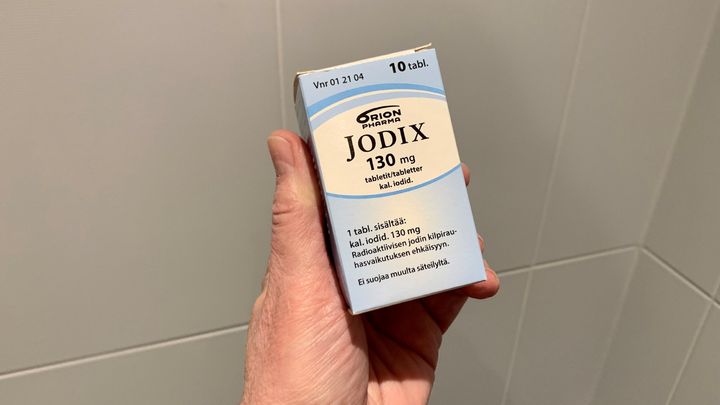 Vnr 01 21 04
10 tabl.
ORION
PHARMA
JODIX
130 mg
tabletit/tabletter
kal. iodid.
1 tabl. sisältää:
kal. iodid. 130 mg
Radioaktiivisen jodin kilpirau-
hasvaikutuksen ehkäisyyn.
Ei suojaa muulta säteilyltä.